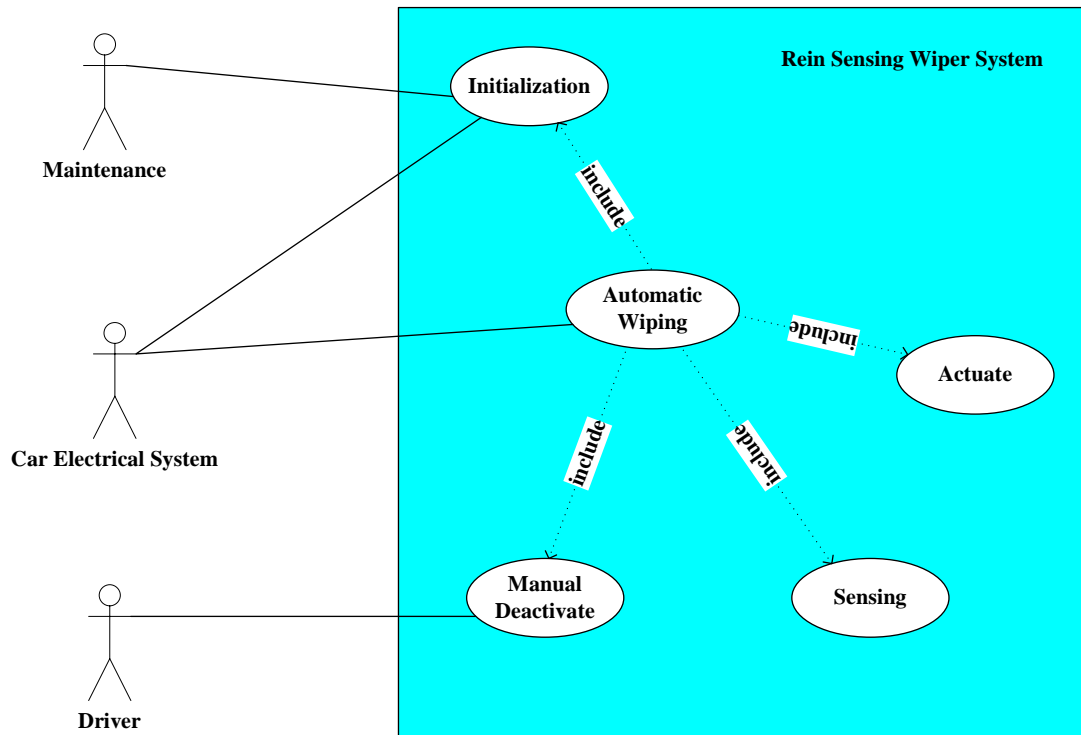 Rein Sensing Wiper System
Initialization
Maintenance
include
Automatic
Wiping
include
Actuate
Car Electrical System
include
include
Manual
Deactivate
Sensing
Driver